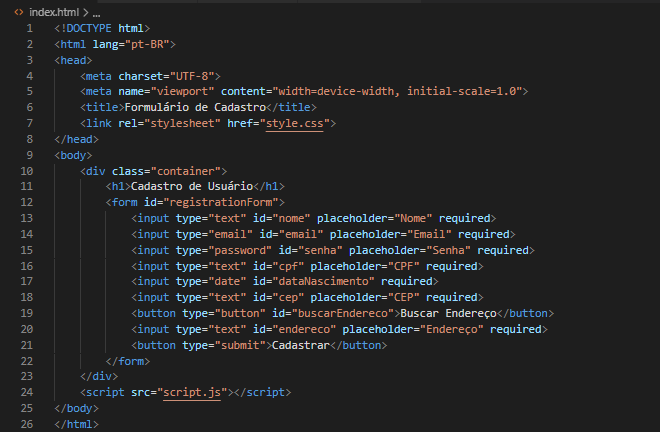 index.html > ...
1 <!DOCTYPE html>
2 <html lang="pt-BR">
3 <head>
4 <meta charset="UTF-8">
5 <meta name="viewport" content="width=device-width, initial-scale=1.0">
6 <title>Formulário de Cadastro</title>
7 <link rel="stylesheet" href="style.css">
8 </head>
9 <body>
10 <div class="container">
11 <h1>Cadastro de Usuário</h1>
12 <form id="registrationForm">
13 <input type="text" id="nome" placeholder="Nome" required>
14 <input type="email" id="email" placeholder="Email" required>
15 <input type="password" id="senha" placeholder="Senha" required>
16 <input type="text" id="cpf" placeholder="CPF" required>
17 <input type="date" id="dataNascimento" required>
18 <input type="text" id="cep" placeholder="CEP" required>
19 <button type="button" id="buscarEndereco">Buscar Endereço</button>
20 <input type="text" id="endereco" placeholder="Endereço" required>
21 <button type="submit">Cadastrar</button>
22 </form>
23 </div>
24 <script src="script.js"></script>
25 </body>
26 </html>